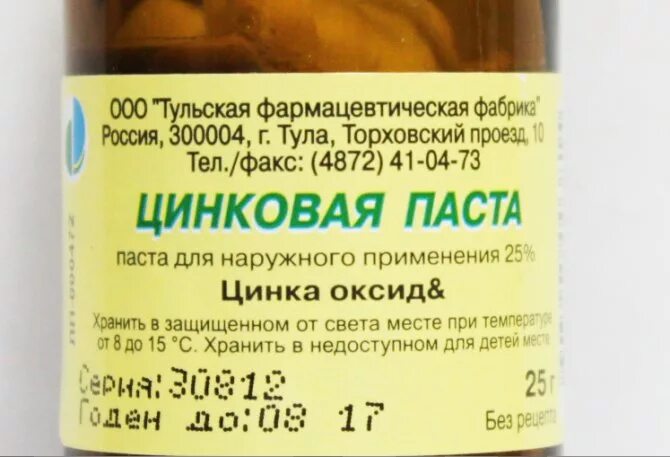 ООО "Тульская фармацевтическая фабрика"
Россия, 300004, г. Тула, Торховский проезд, 10
Тел./факс: (4872) 41-04-73
ЦИНКОВАЯ ПАСТА
паста для наружного применения 25%
Цинка оксид&
Хранить в защищенном от света месте при температуре
от 8 до 15 °С. Хранить в недоступном для детей месте
Серия:30812
Годен до:08 17
25 г
Без рецепта